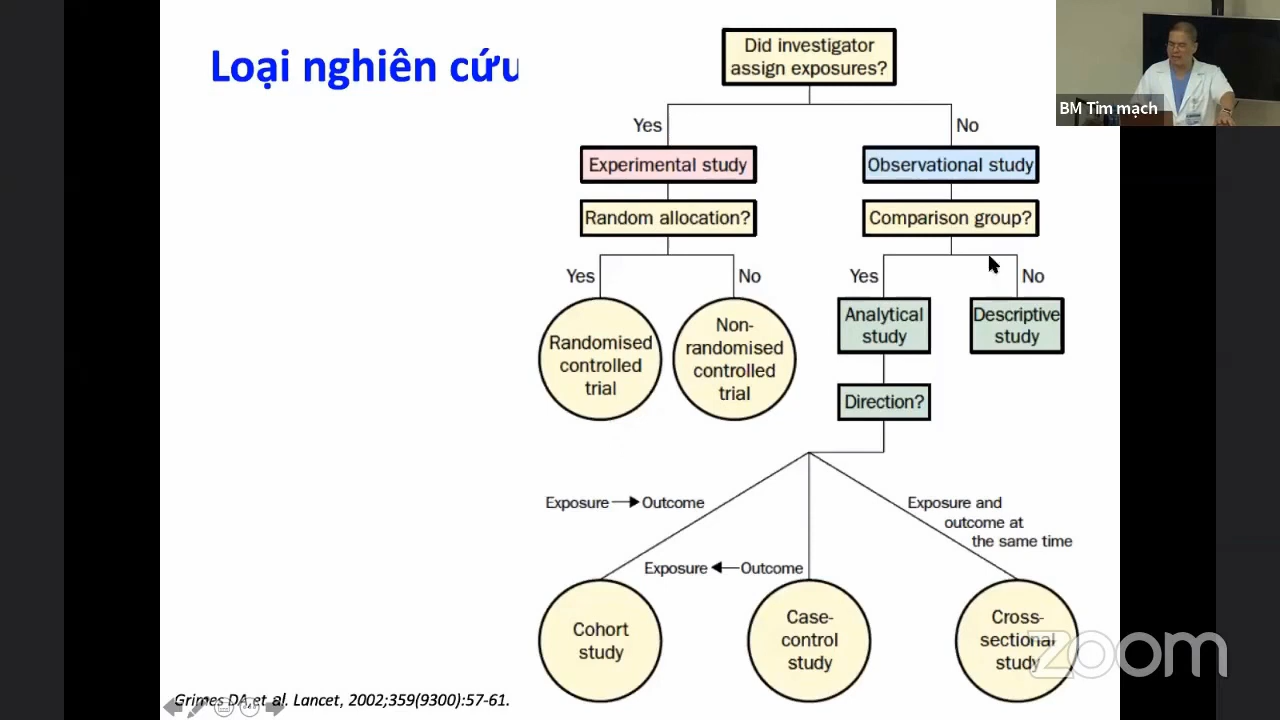 Loại nghiên cứu
Did investigator
assign exposures?
BM Tim mạch
Yes
No
Experimental study
Observational study
Random allocation?
Comparison group?
Yes
No
Yes
No
Randomised
controlled
trial
Non-
randomised
controlled
trial
Analytical
study
Descriptive
study
Direction?
Exposure → Outcome
Exposure and
outcome at
the same time
Exposure ← Outcome
Cohort
study
Case-
control
study
Cross-
sectional
study
zoom
Grimes DA, et al. Lancet, 2002;359(9300):57-61.